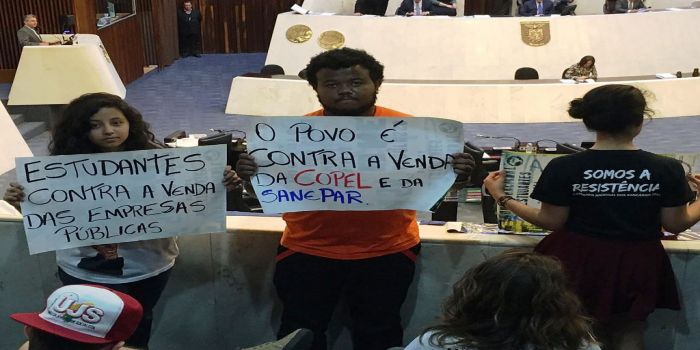 ESTUDANTES
CONTRA A VENDA
DAS EMPRESAS
PÚBLICAS
O POVO É
CONTRA A VENDA
DA COPEL E DA
SANEPAR.
SOMOS A
RESISTÊNCIA
UJS